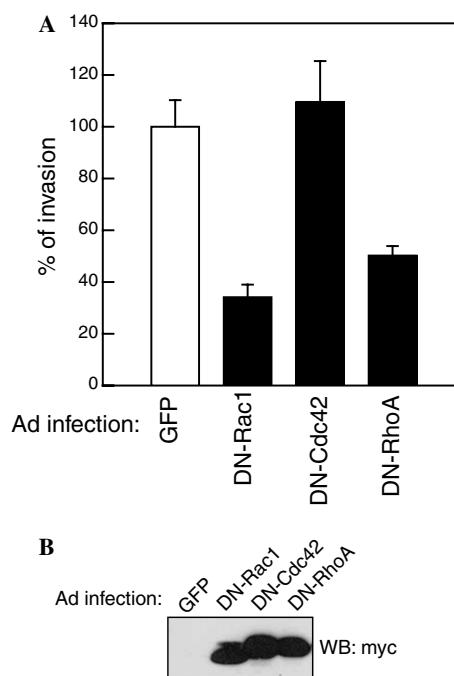 A
140
120
100
80
60
40
20
0
% of invasion
Ad infection:
GFP
DN-Rac1
DN-Cdc42
DN-RhoA
B
Ad infection:
GFP
DN-Rac1
DN-Cdc42
DN-RhoA
WB: myc